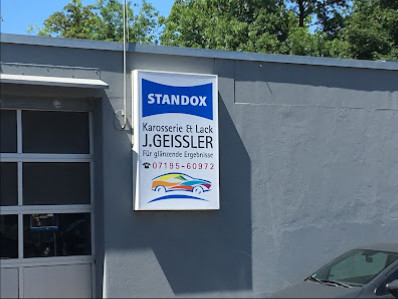 STANDOX
Karosserie & Lack
J.GEISSLER
Für glänzende Ergebnisse
☎07195-60972